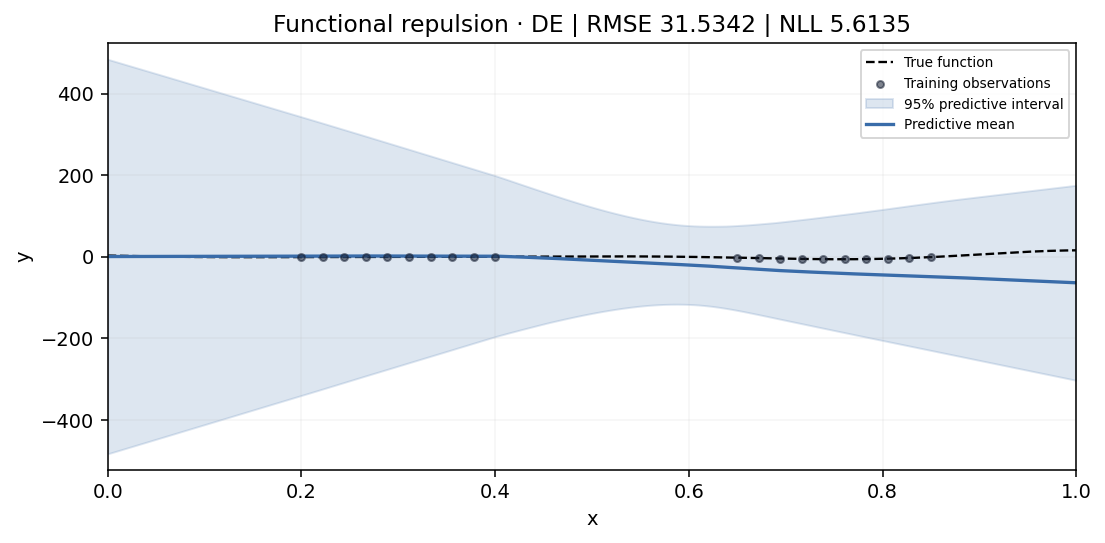 Functional repulsion · DE | RMSE 31.5342 | NLL 5.6135
True function
Training observations
95% predictive interval
Predictive mean
y
400
200
0
−200
−400
0.0 0.2 0.4 0.6 0.8 1.0
x